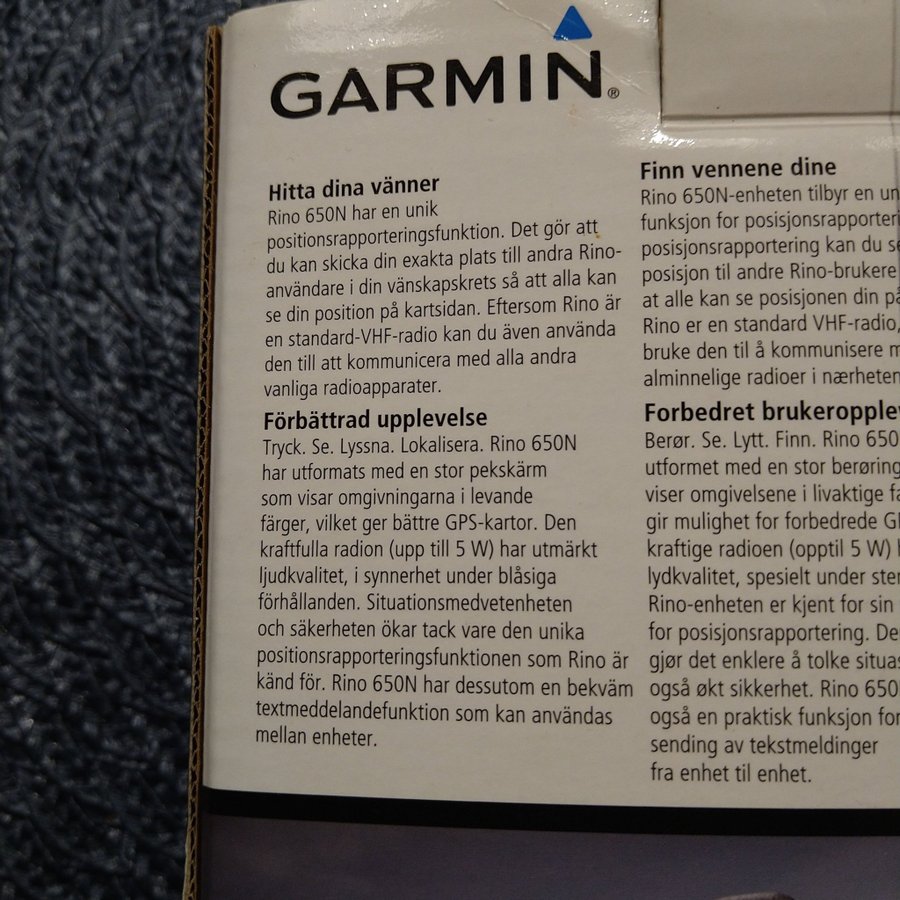 GARMIN®
Hitta dina vänner
Rino 650N har en unik
positionsrapporteringsfunktion. Det gör att
du kan skicka din exakta plats till andra Rino-
användare i din vänskapskrets så att alla kan
se din position på kartsidan. Eftersom Rino är
en standard-VHF-radio kan du även använda
den till att kommunicera med alla andra
vanliga radioapparater.
Förbättrad upplevelse
Tryck. Se. Lyssna. Lokalisera. Rino 650N
har utformats med en stor pekskärm
som visar omgivningarna i levande
färger, vilket ger bättre GPS-kartor. Den
kraftfulla radion (upp till 5 W) har utmärkt
ljudkvalitet, i synnerhet under blåsiga
förhållanden. Situationsmedvetenheten
och säkerheten ökar tack vare den unika
positionsrapporteringsfunktionen som Rino är
känd för. Rino 650N har dessutom en bekväm
textmeddelandefunktion som kan användas
mellan enheter.
Finn vennene dine
Rino 650N-enheten tilbyr en
funksjon for
posisjonsrapportering kan du
posisjon til andre Rino-brukere
at alle kan se posisjonen din
Rino er en standard VHF-radio,
bruke den til å kommunisere
alminnelige radioer i
Forbedret
Berør. Se. Lytt. Finn. Rino
utformet med en stor
viser omgivelsene i livaktige
gir mulighet for forbedrede
kraftige radioen (opptil 5 W)
lydkvalitet, spesielt under
Rino-enheten er kjent for sin
for posisjonsrapportering.
gjør det enklere å tolke
også økt sikkerhet. Rino
også en praktisk funksjon
sending av tekstmeldinger
fra enhet til enhet.